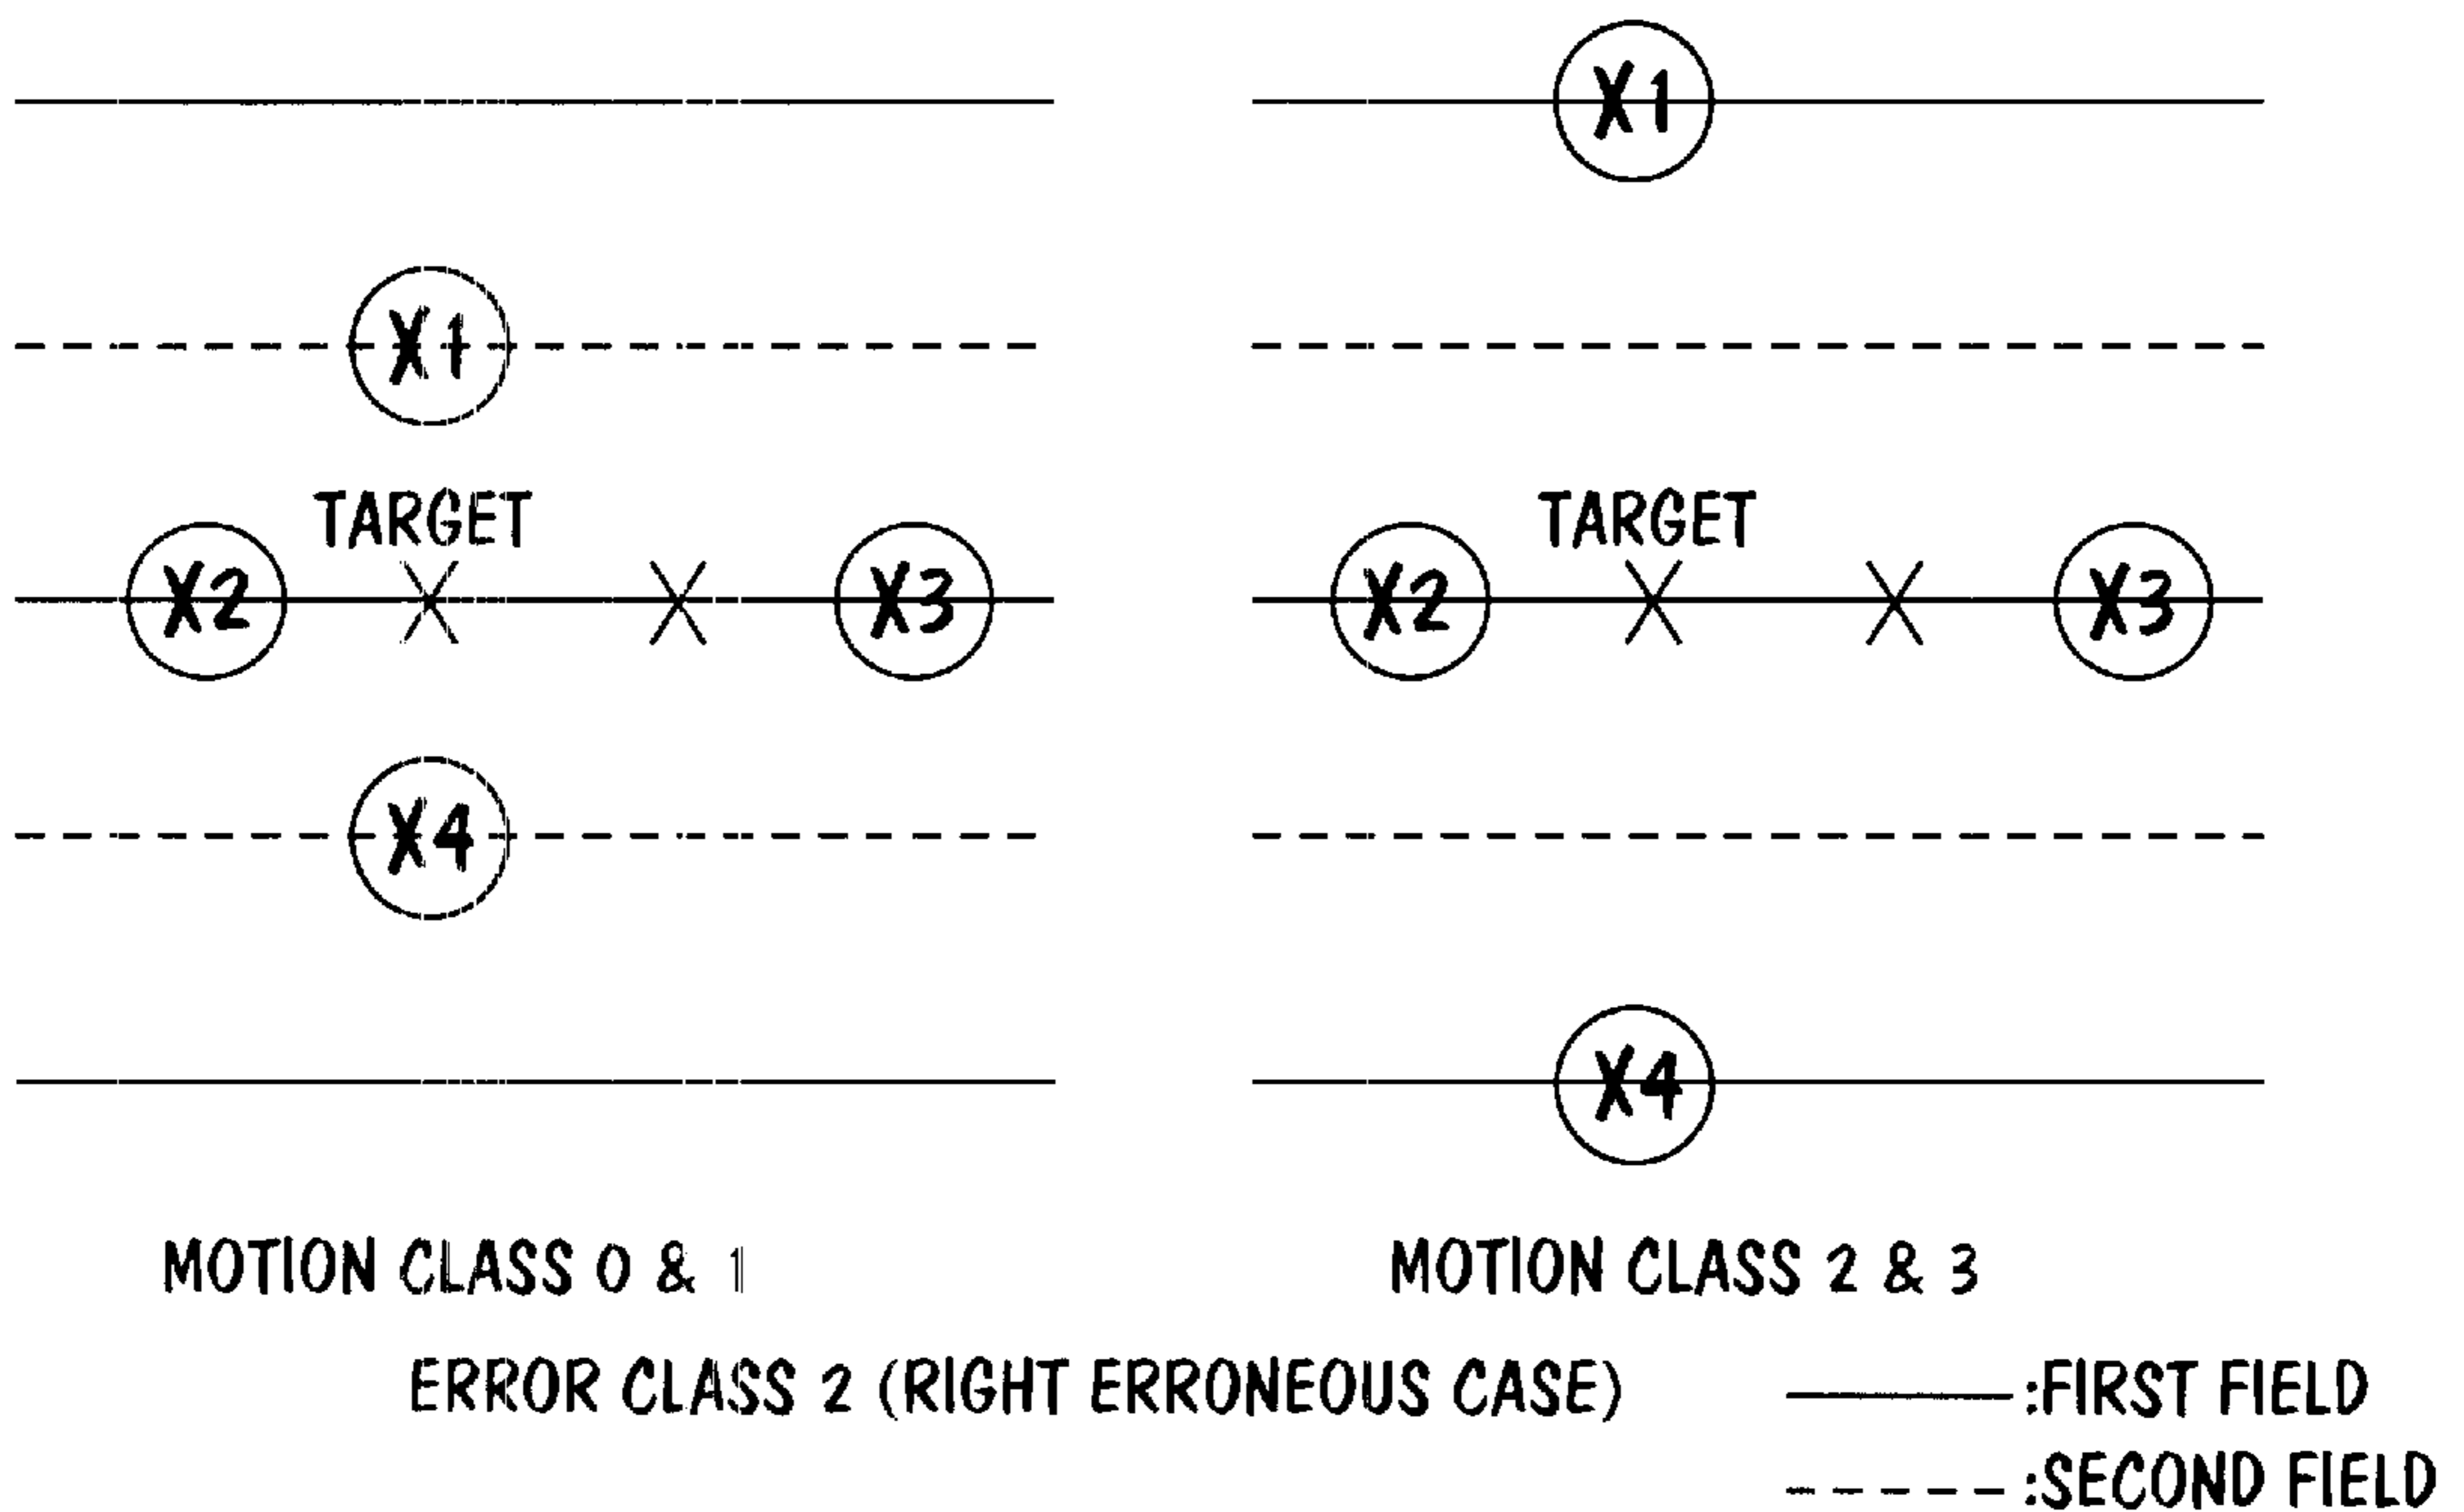 X1
X1
TARGET
TARGET
X2
X3
X2
X3
X4
X4
MOTION CLASS 0 & 1
MOTION CLASS 2 & 3
ERROR CLASS 2 (RIGHT ERRONEOUS CASE)
:FIRST FIELD
:SECOND FIELD